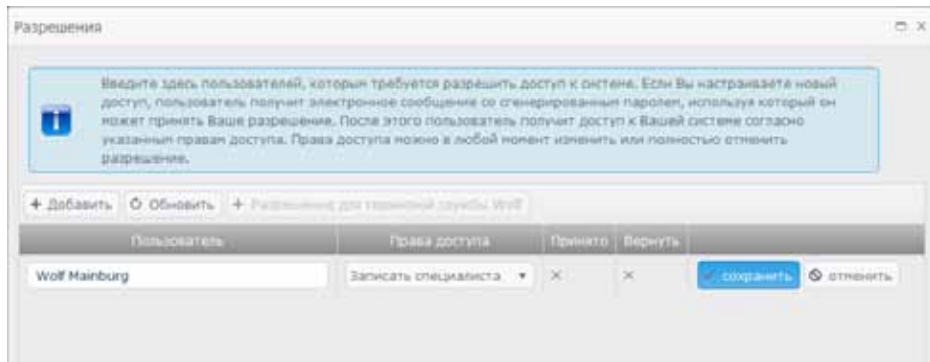 Разрешения
Введите здесь пользователей, которым требуется разрешить доступ к системе. Если Вы настраиваете новый
доступ, пользователь получит электронное сообщение со сгенерированным паролем, используя который он
может принять Ваше разрешение. После этого пользователь получит доступ к Вашей системе согласно
указанным правам доступа. Права доступа можно в любой момент изменить или полностью отменить
разрешение.
+ Добавить Обновить + Разрешение для сервисной службы Wolf
Пользователь Права доступа Принято Вернуть
Wolf Mainburg Записать специалиста сохранить отменить